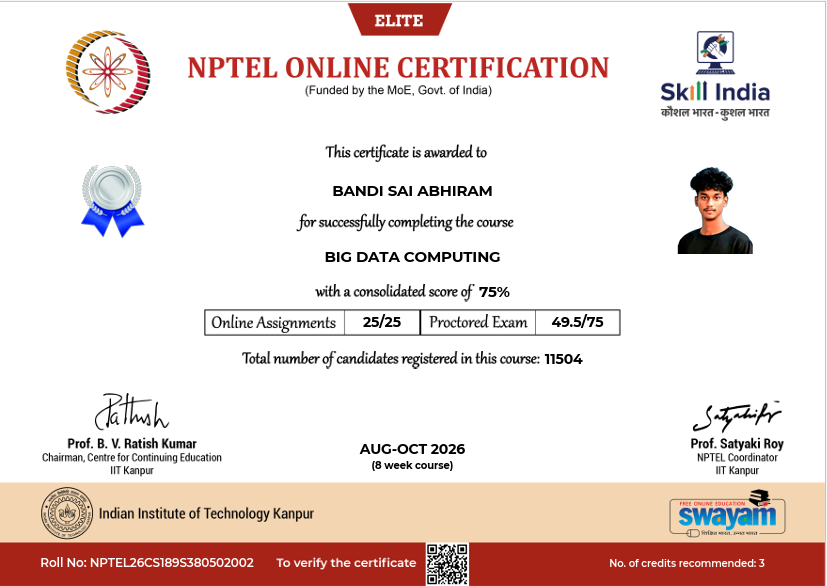 ELITE
NPTEL ONLINE CERTIFICATION
(Funded by the MoE, Govt. of India)
Skill India
कौशल भारत-कुशल भारत
This certificate is awarded to
BANDI SAI ABHIRAM
for successfully completing the course
BIG DATA COMPUTING
with a consolidated score of 75%
Online Assignments 25/25 Proctored Exam 49.5/75
Total number of candidates registered in this course: 11504
Prof. B. V. Ratish Kumar
Chairman, Centre for Continuing Education
IIT Kanpur
AUG-OCT 2026
(8 week course)
Prof. Satyaki Roy
NPTEL Coordinator
IIT Kanpur
Indian Institute of Technology Kanpur
FREE ONLINE EDUCATION
swayam
शिक्षित भारत, उन्नत भारत
Roll No: NPTEL26CS189S380502002 To verify the certificate No. of credits recommended: 3